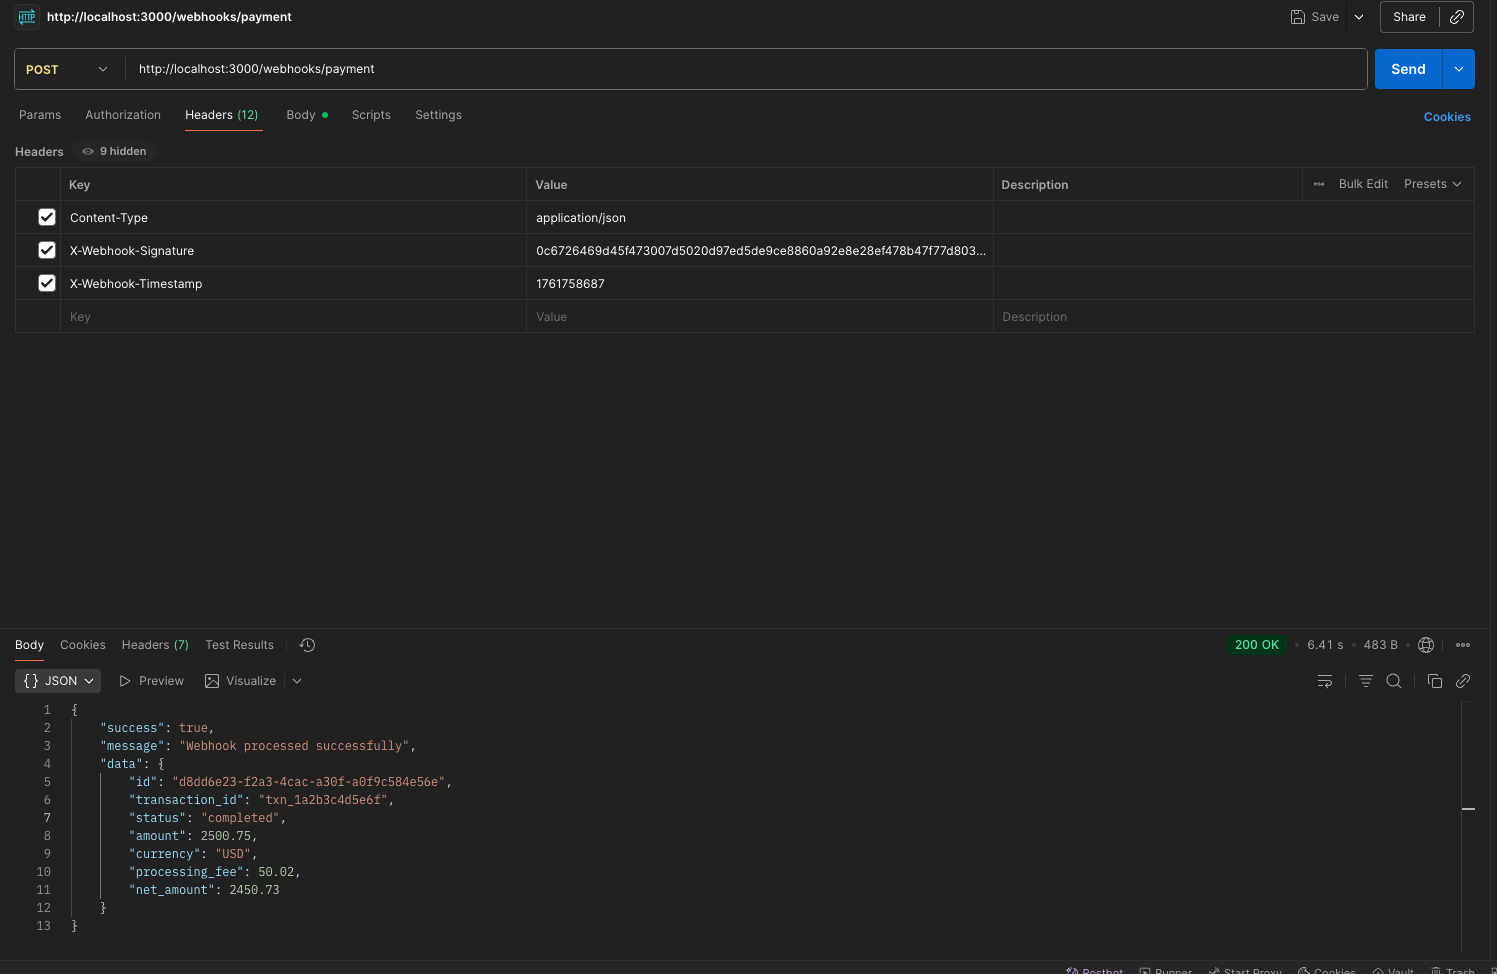 HTTP http://localhost:3000/webhooks/payment Save Share
POST http://localhost:3000/webhooks/payment Send
Params Authorization Headers (12) Body Scripts Settings Cookies
Headers 9 hidden
Key Value Description Bulk Edit Presets
Content-Type application/json
X-Webhook-Signature 0c6726469d45f473007d5020d97ed5de9ce8860a92e8e28ef478b47f77d803...
X-Webhook-Timestamp 1761758687
Key Value Description
Body Cookies Headers (7) Test Results 200 OK • 6.41 s • 483 B •
{} JSON Preview Visualize
1 {
2 "success": true,
3 "message": "Webhook processed successfully",
4 "data": {
5 "id": "d8dd6e23-f2a3-4cac-a30f-a0f9c584e56e",
6 "transaction_id": "txn_1a2b3c4d5e6f",
7 "status": "completed",
8 "amount": 2500.75,
9 "currency": "USD",
10 "processing_fee": 50.02,
11 "net_amount": 2450.73
12 }
13 }
Postbot Runner Start Proxy Cookies Vault Trash